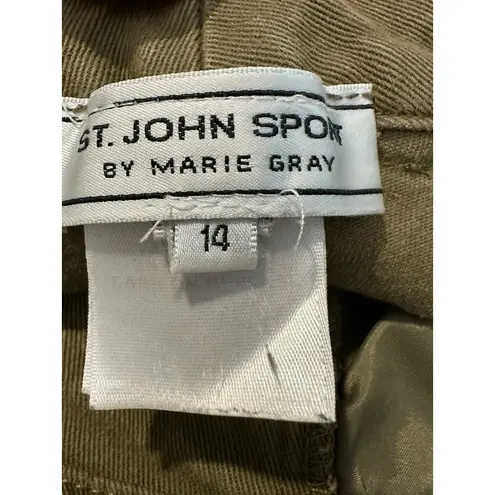 ST. JOHN SPORT
BY MARIE GRAY
14